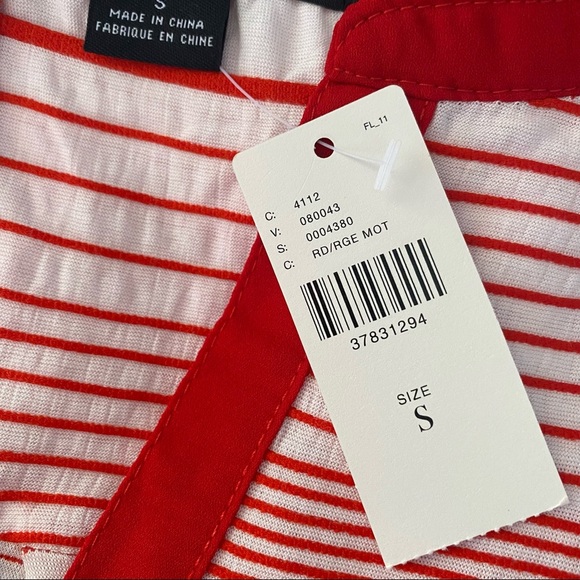 S
MADE IN CHINA
FABRIQUE EN CHINE
FL_11
C: 4112
V: 080043
S: 0004380
C: RD/RGE MOT
37831294
SIZE
S